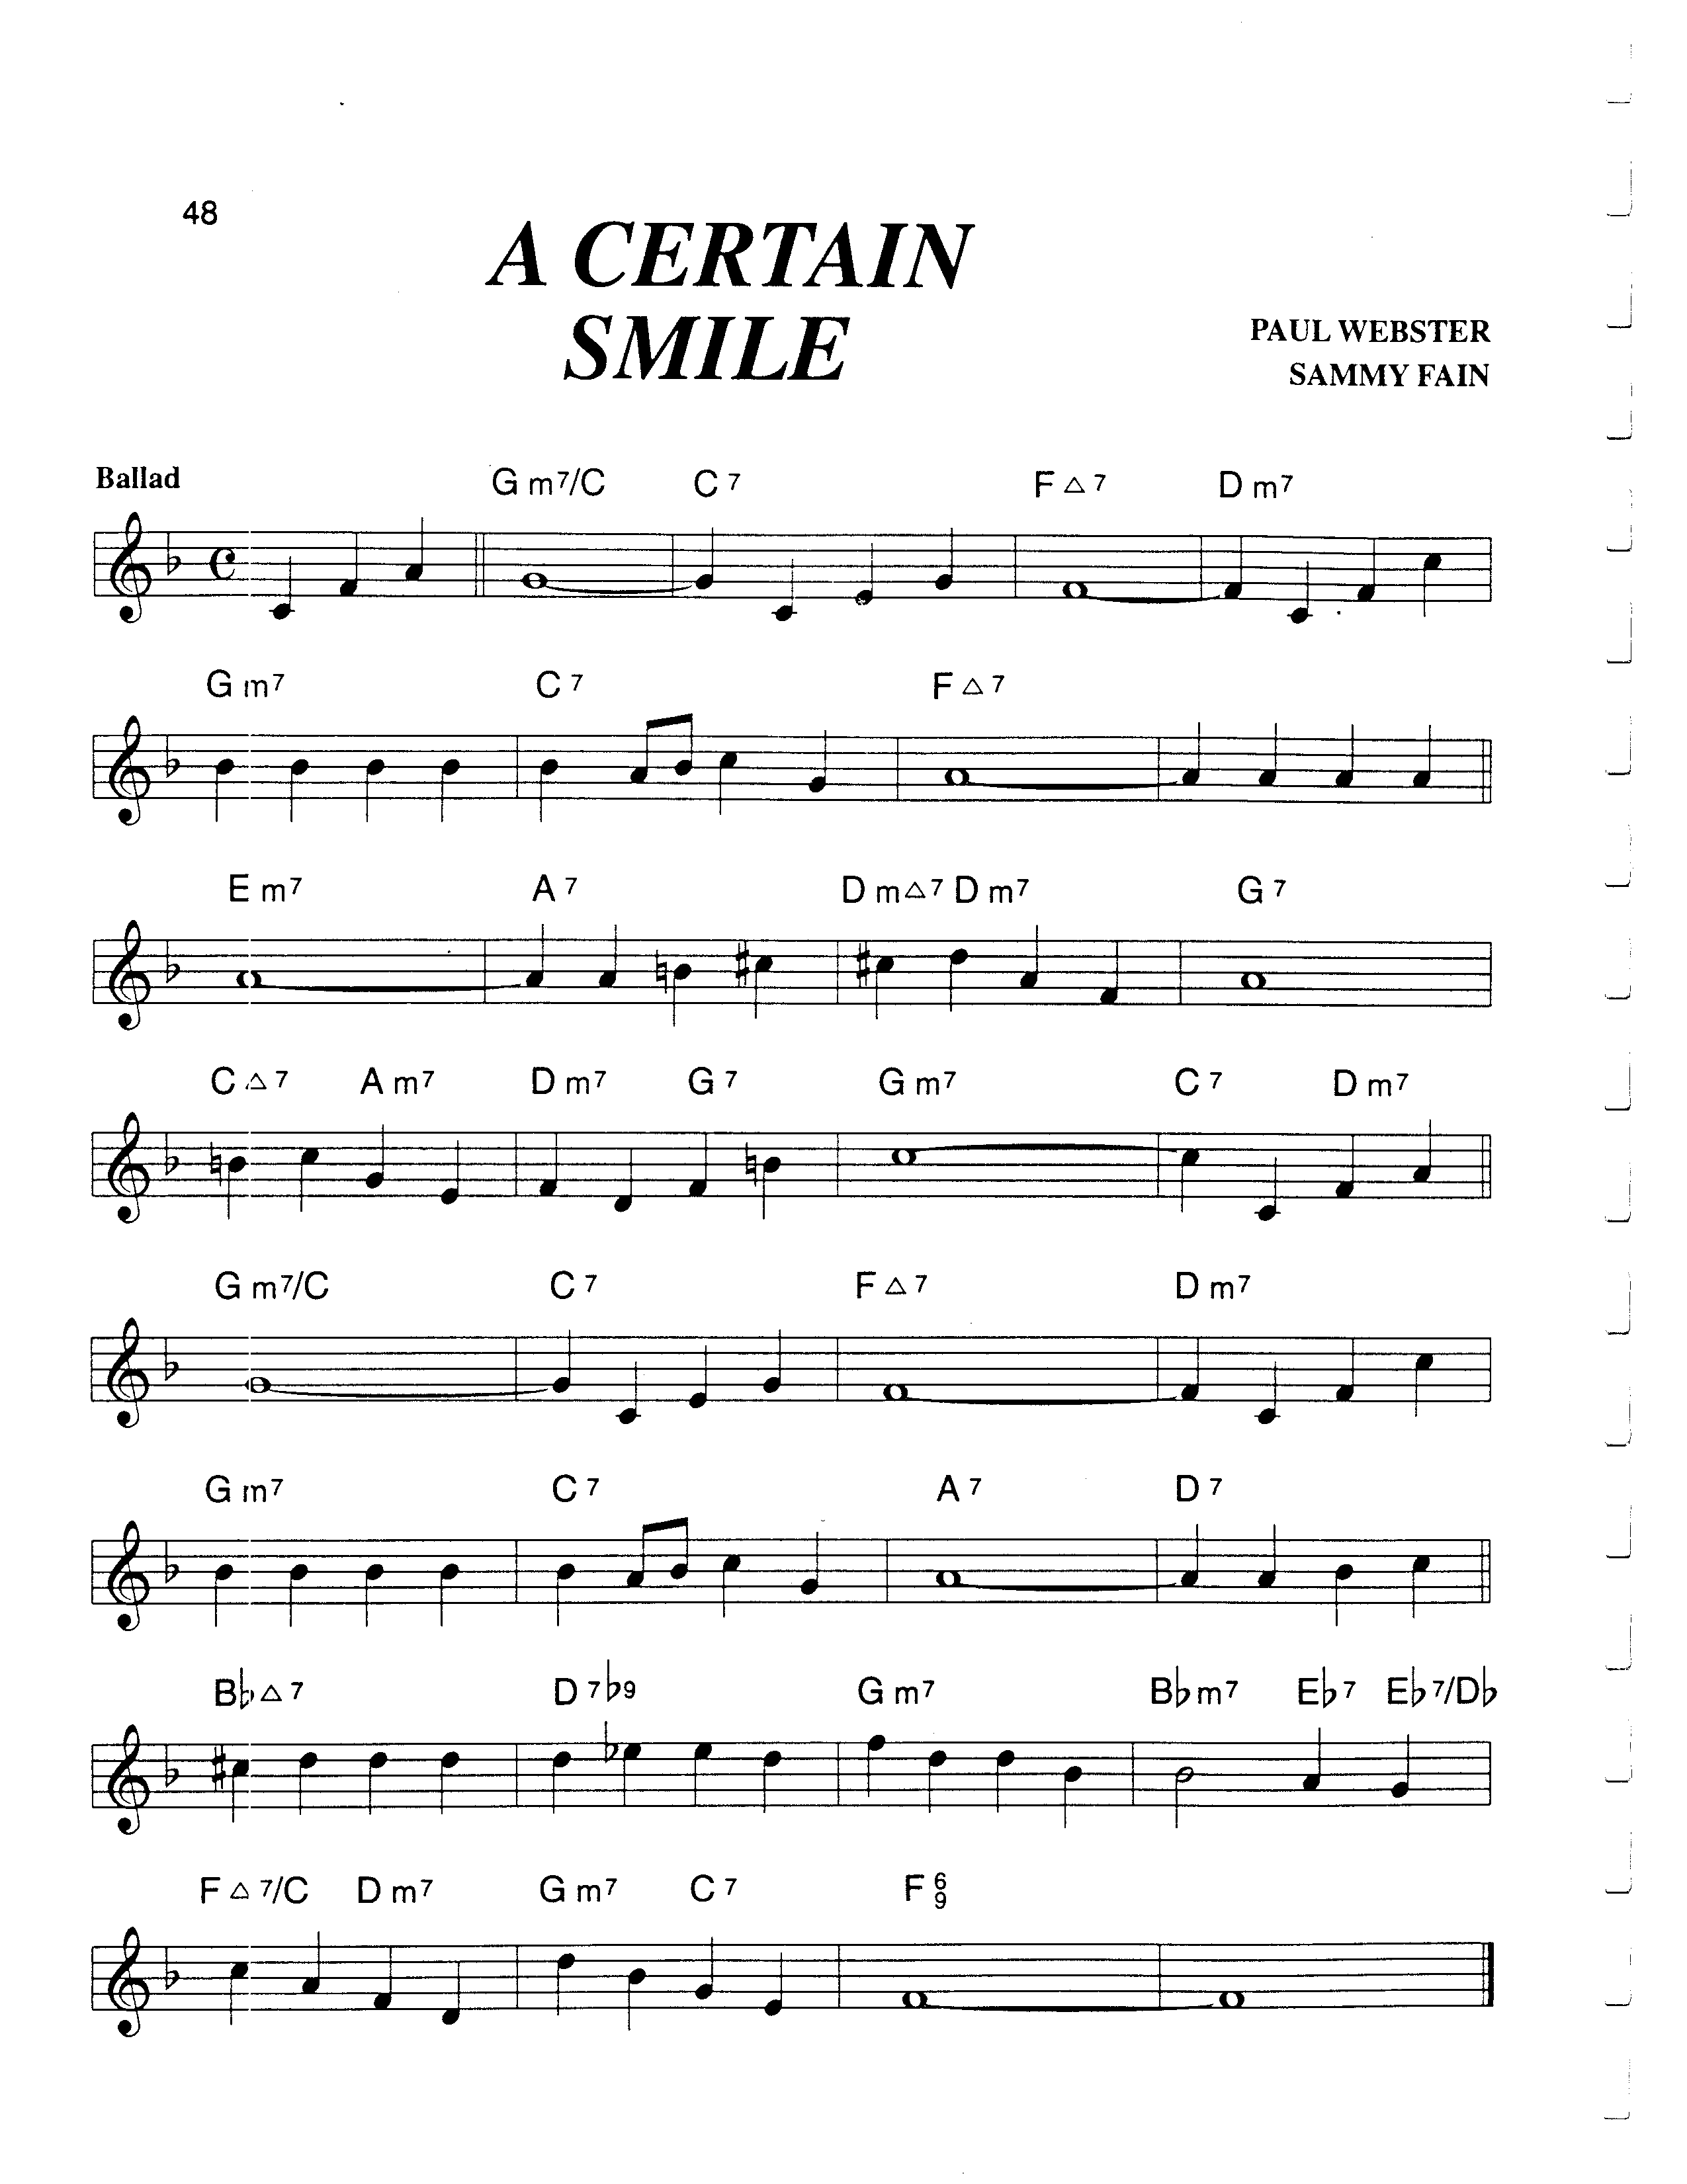 48
A CERTAIN
SMILE
PAUL WEBSTER
SAMMY FAIN
Ballad
G m7/C C 7 F △ 7 D m7
G m7 C 7 F △ 7
E m7 A 7 D m△7 D m7 G 7
C △ 7 A m7 D m7 G 7 G m7 C 7 D m7
G m7/C C 7 F △ 7 D m7
G m7 C 7 A 7 D 7
B♭ △ 7 D 7♭9 G m7 B♭m7 E♭7 E♭7/D♭
F △ 7/C D m7 G m7 C 7 F 6 9